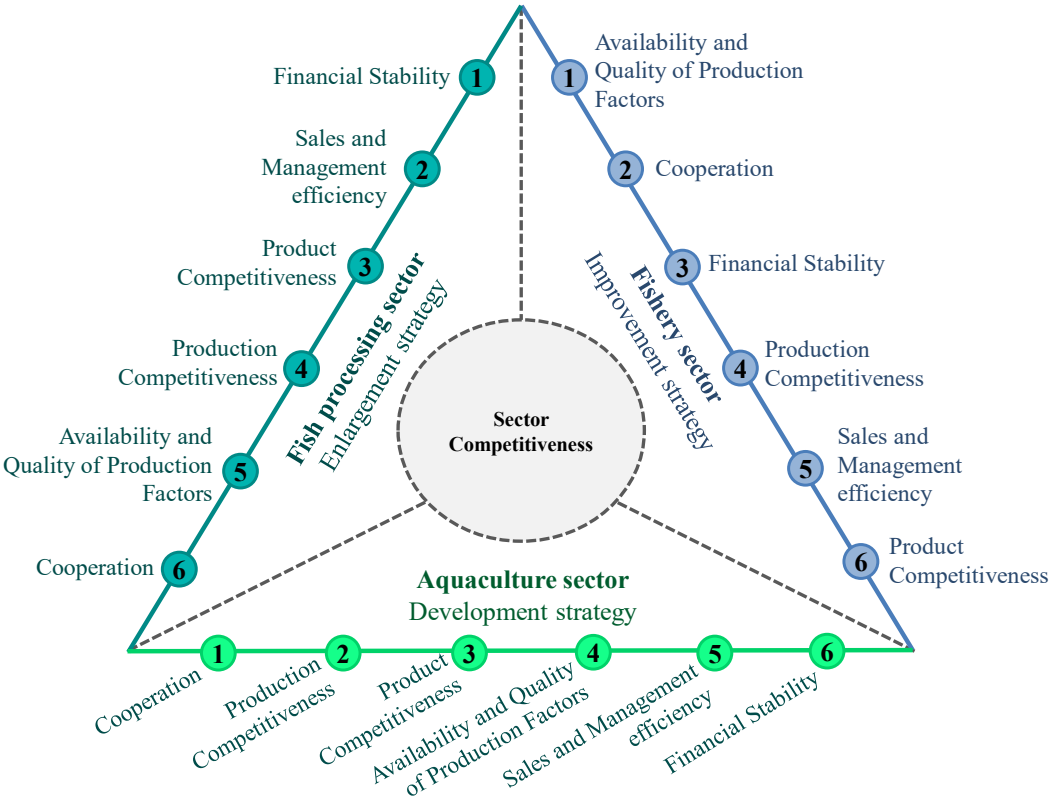 Financial Stability
1
Sales and
Management
efficiency
2
Product
Competitiveness
3
Production
Competitiveness
4
Availability and
Quality of Production
Factors
5
Cooperation
6
Fish processing sector
Enlargement strategy
1
Availability and
Quality of Production
Factors
2
Cooperation
3
Financial Stability
4
Production
Competitiveness
5
Sales and
Management
efficiency
6
Product
Competitiveness
Fishery sector
Improvement strategy
Sector
Competitiveness
Aquaculture sector
Development strategy
1
Cooperation
2
Production
Competitiveness
3
Product
Competitiveness
4
Availability and Quality
of Production Factors
5
Sales and Management
efficiency
6
Financial Stability